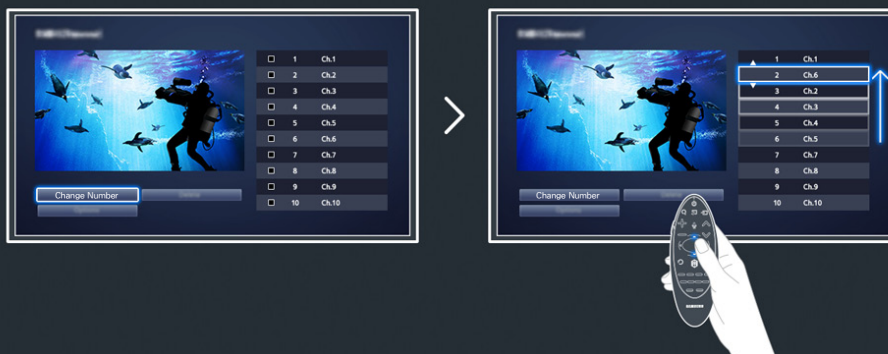 1 Ch.1
2 Ch.2
3 Ch.3
4 Ch.4
5 Ch.5
6 Ch.6
7 Ch.7
8 Ch.8
9 Ch.9
10 Ch.10
Change Number
1 Ch.1
2 Ch.6
3 Ch.2
4 Ch.3
5 Ch.4
6 Ch.5
7 Ch.7
8 Ch.8
9 Ch.9
10 Ch.10
Change Number